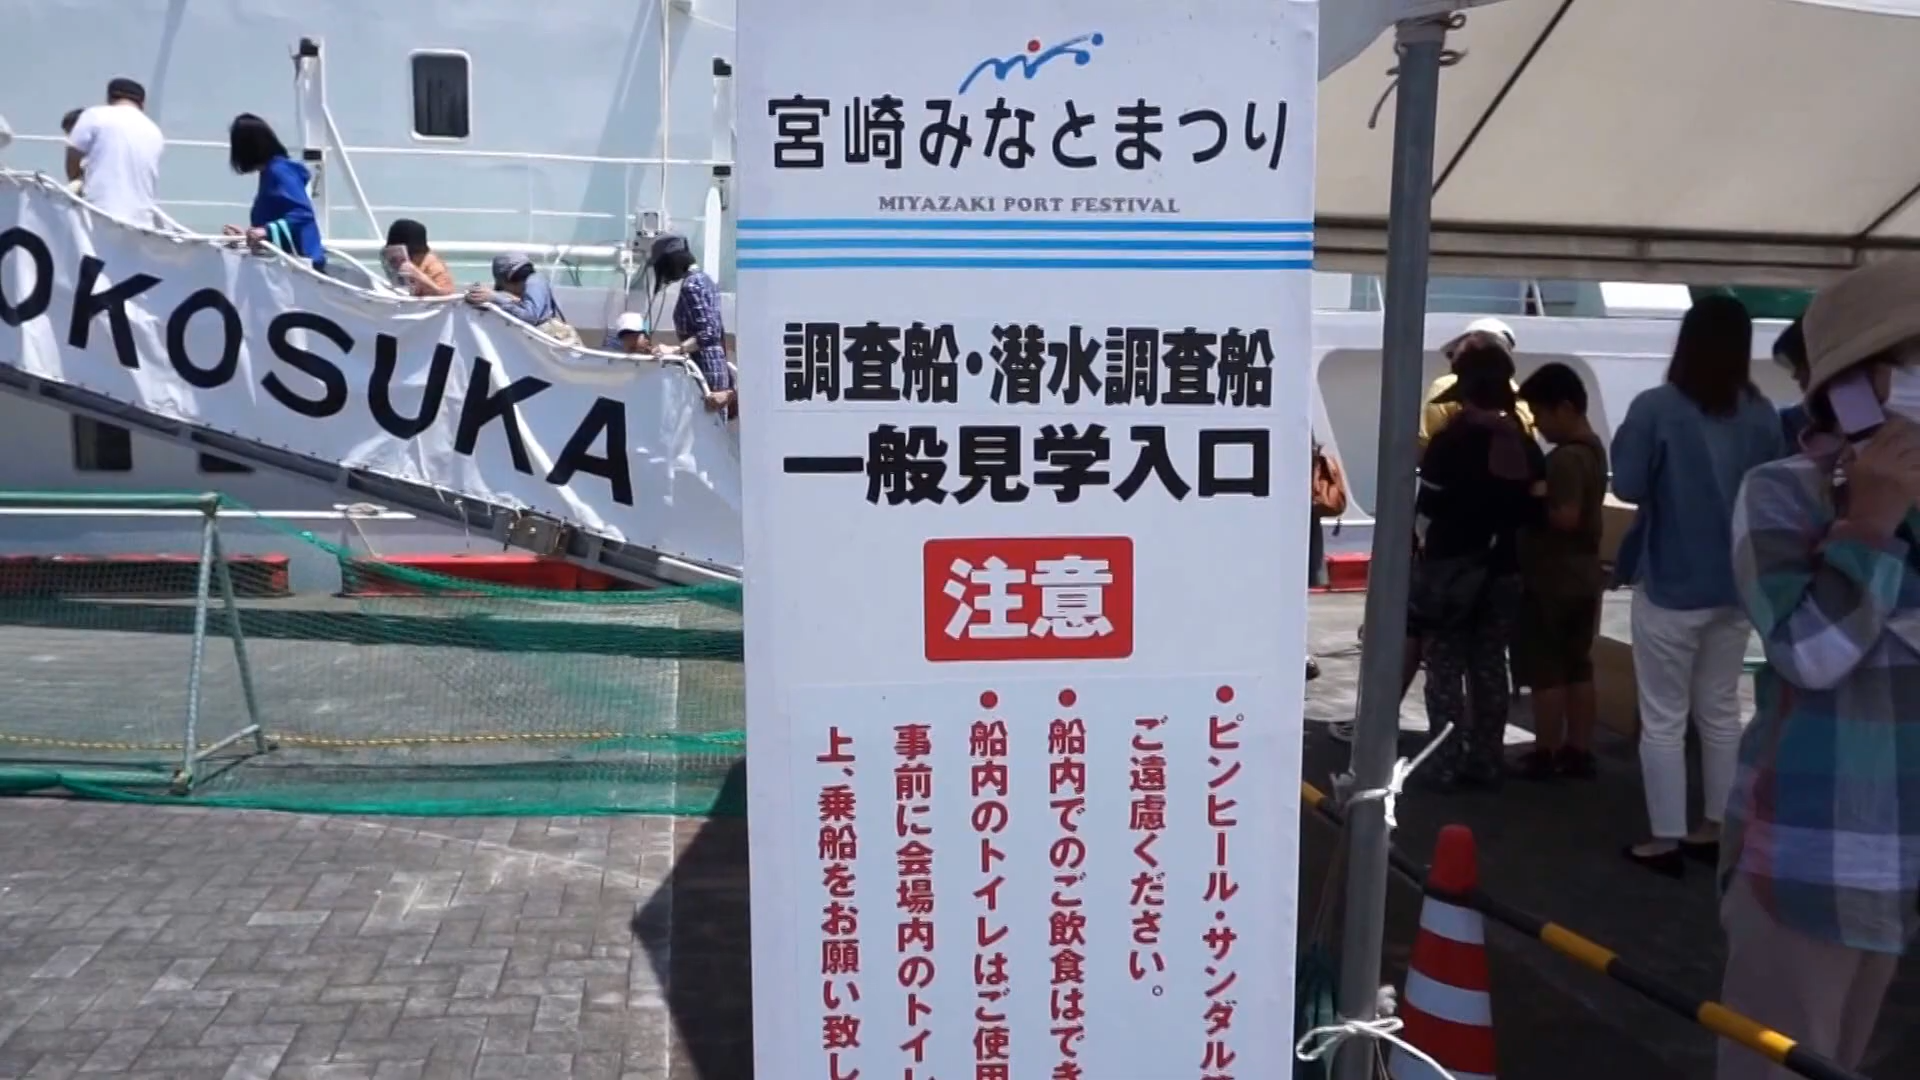 OKOSUKA
宮崎みなとまつり
MIYAZAKI PORT FESTIVAL
調査船・潜水調査船
一般見学入口
注意
・ピンヒール・サンダル
ご遠慮ください。
・船内でのご飲食はでき
・船内のトイレはご使用
事前に会場内のトイレ
上、乗船をお願い致し